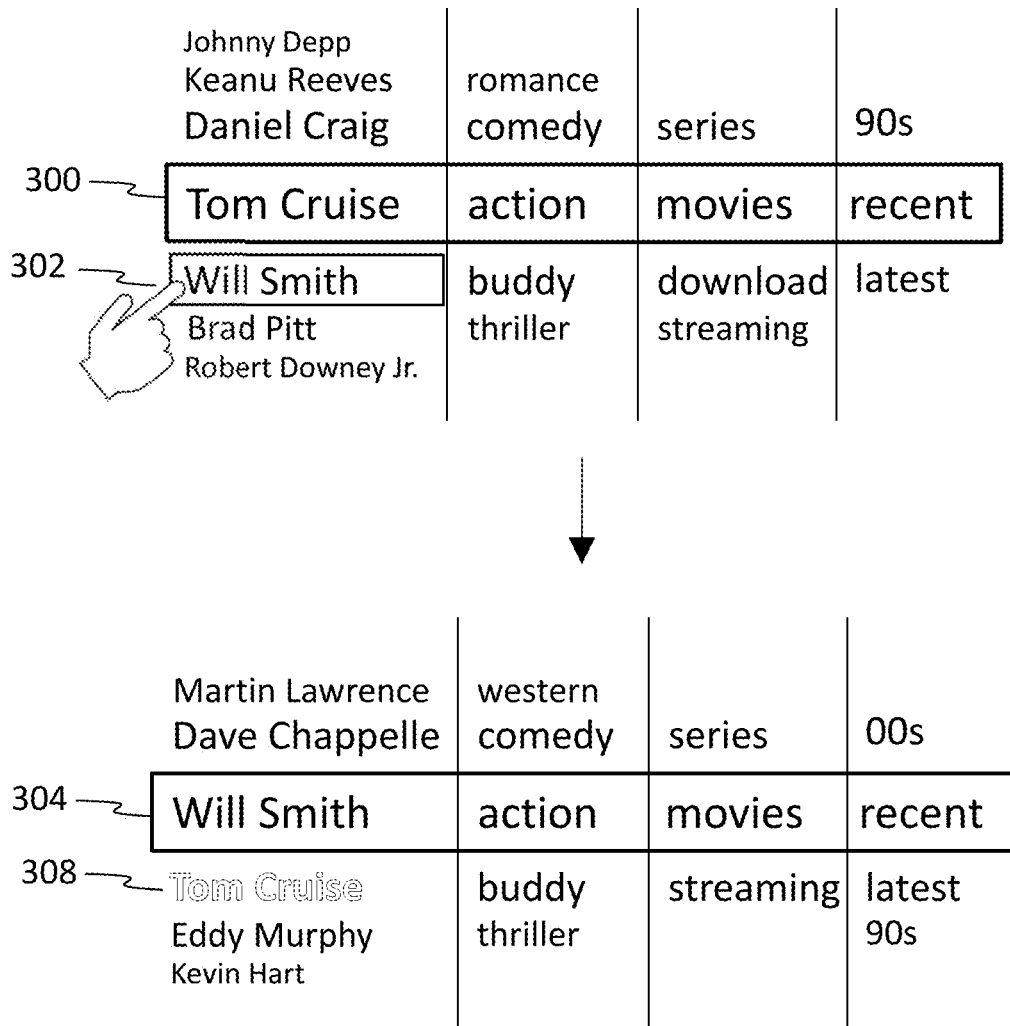 Johnny Depp
Keanu Reeves romance
Daniel Craig comedy series 90s
300 Tom Cruise action movies recent
302 Will Smith buddy download latest
Brad Pitt thriller streaming
Robert Downey Jr.
Martin Lawrence western
Dave Chappelle comedy series 00s
304 Will Smith action movies recent
308 Tom Cruise buddy streaming latest
Eddy Murphy thriller 90s
Kevin Hart